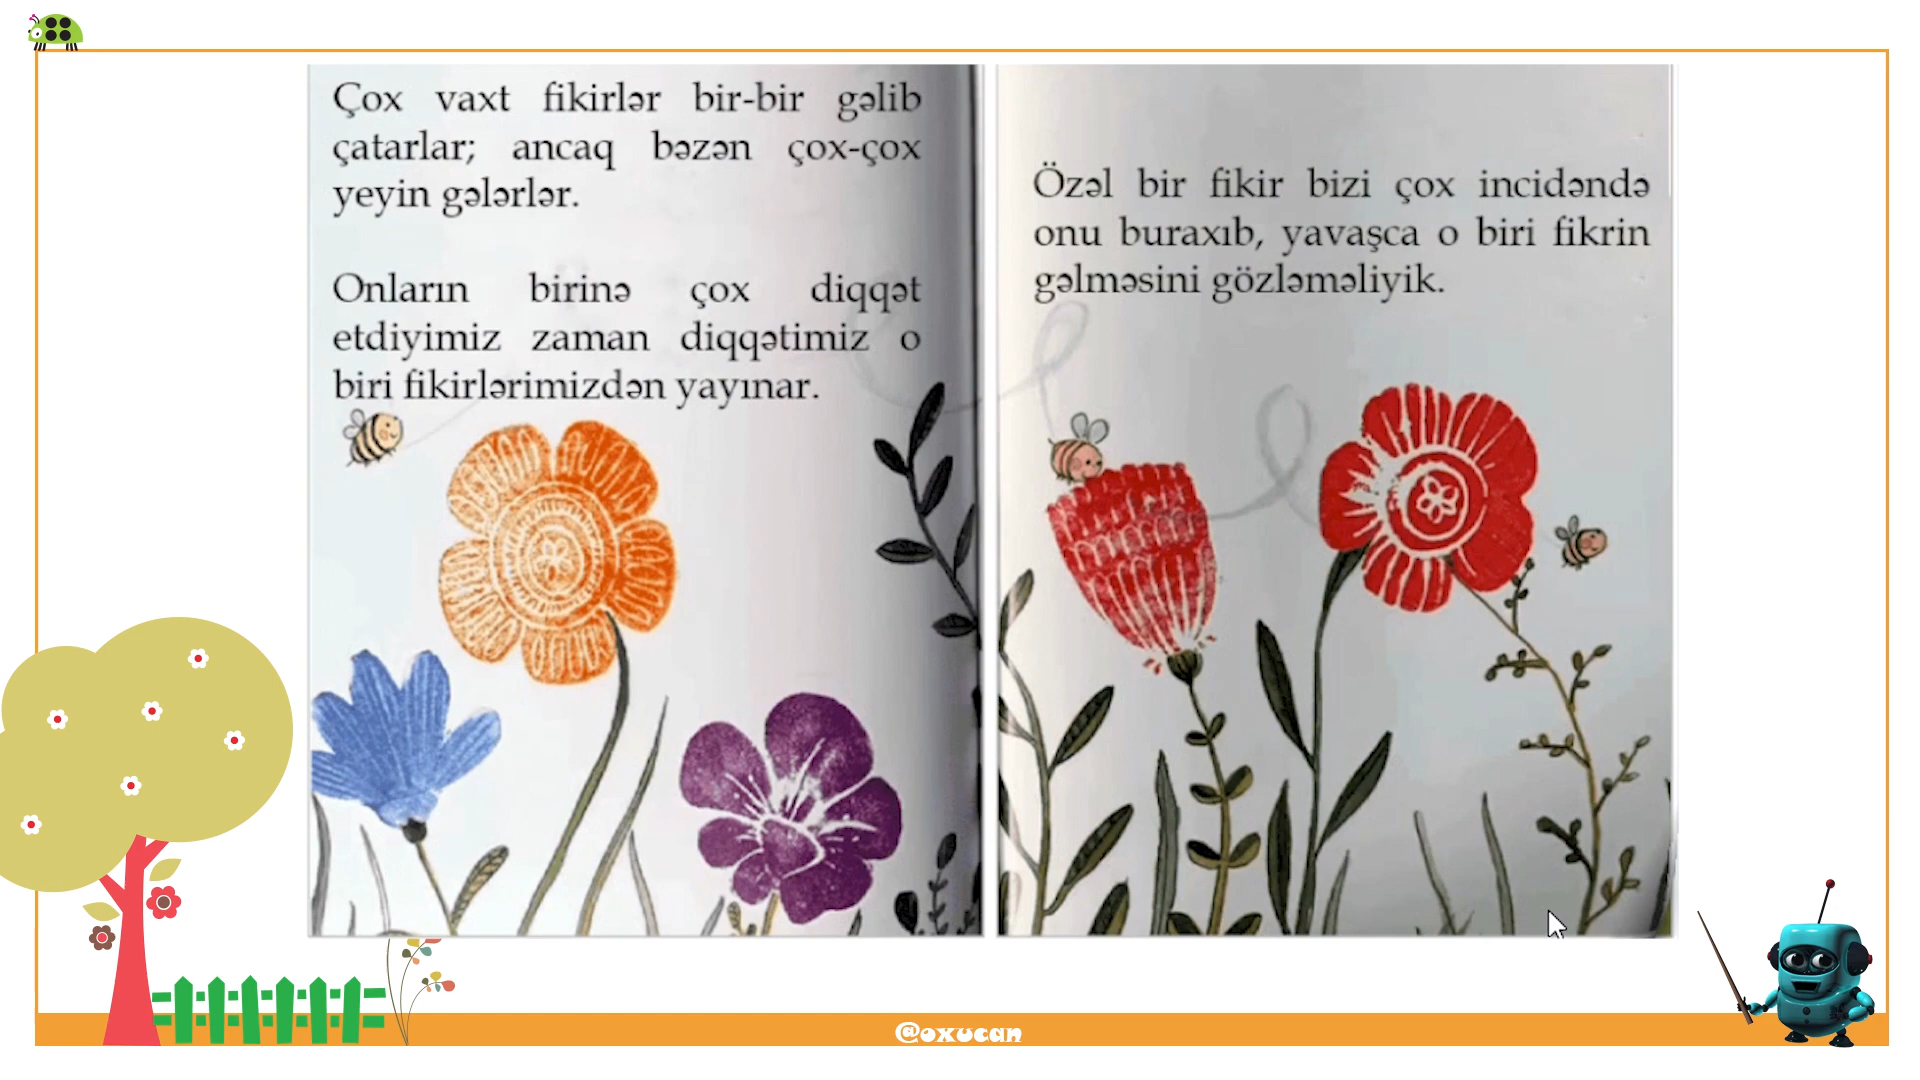 Çox vaxt fikirlər bir-bir gəlib
çatarlar; ancaq bəzən çox-çox
yeyin gələrlər.
Onların birinə çox diqqət
etdiyimiz zaman diqqətimiz o
biri fikirlərimizdən yayınar.
Özəl bir fikir bizi çox incidəndə
onu buraxıb, yavaşca o biri fikrin
gəlməsini gözləməliyik.
@oxucan